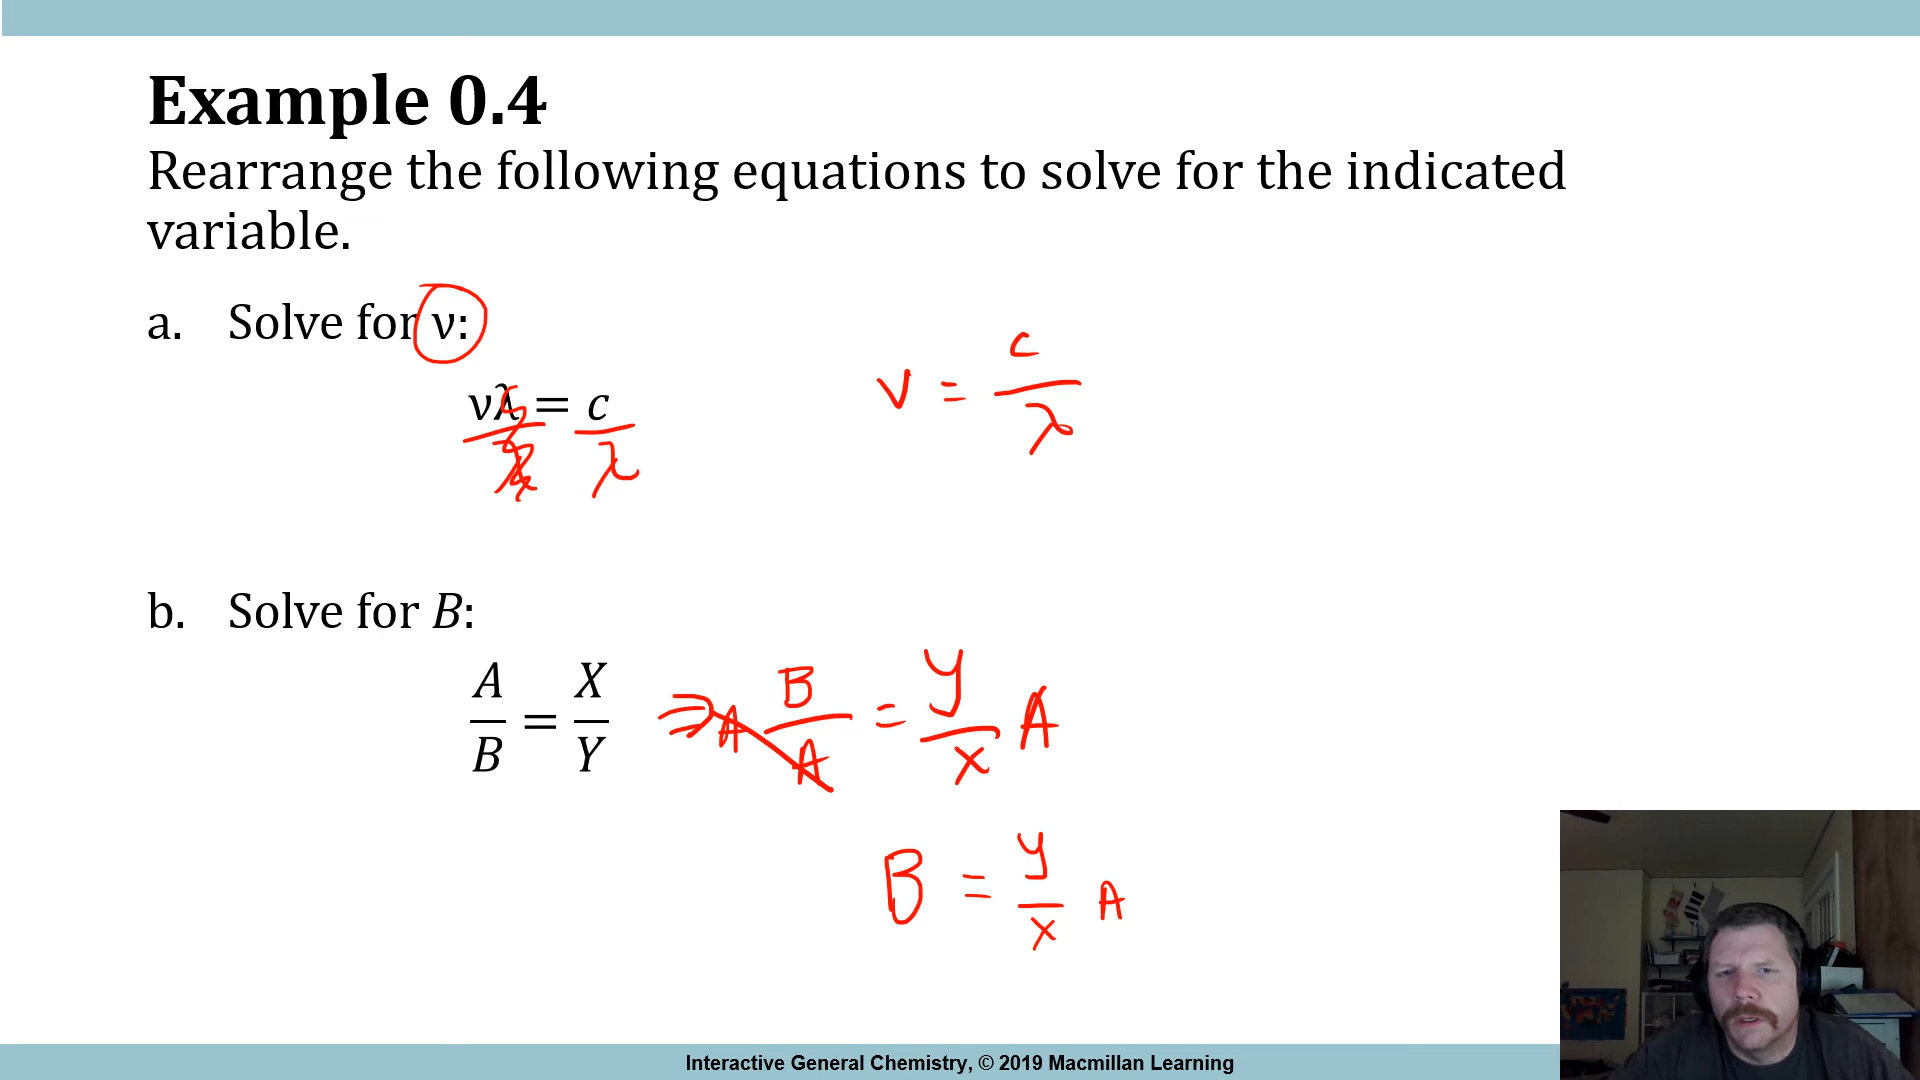 Example 0.4
Rearrange the following equations to solve for the indicated
variable.
a. Solve for ν:
νλ = c
λ λ
ν = c/λ
b. Solve for B:
A/B = X/Y ⇒ A B/A = y/x A
B = y/x A
Interactive General Chemistry, © 2019 Macmillan Learning